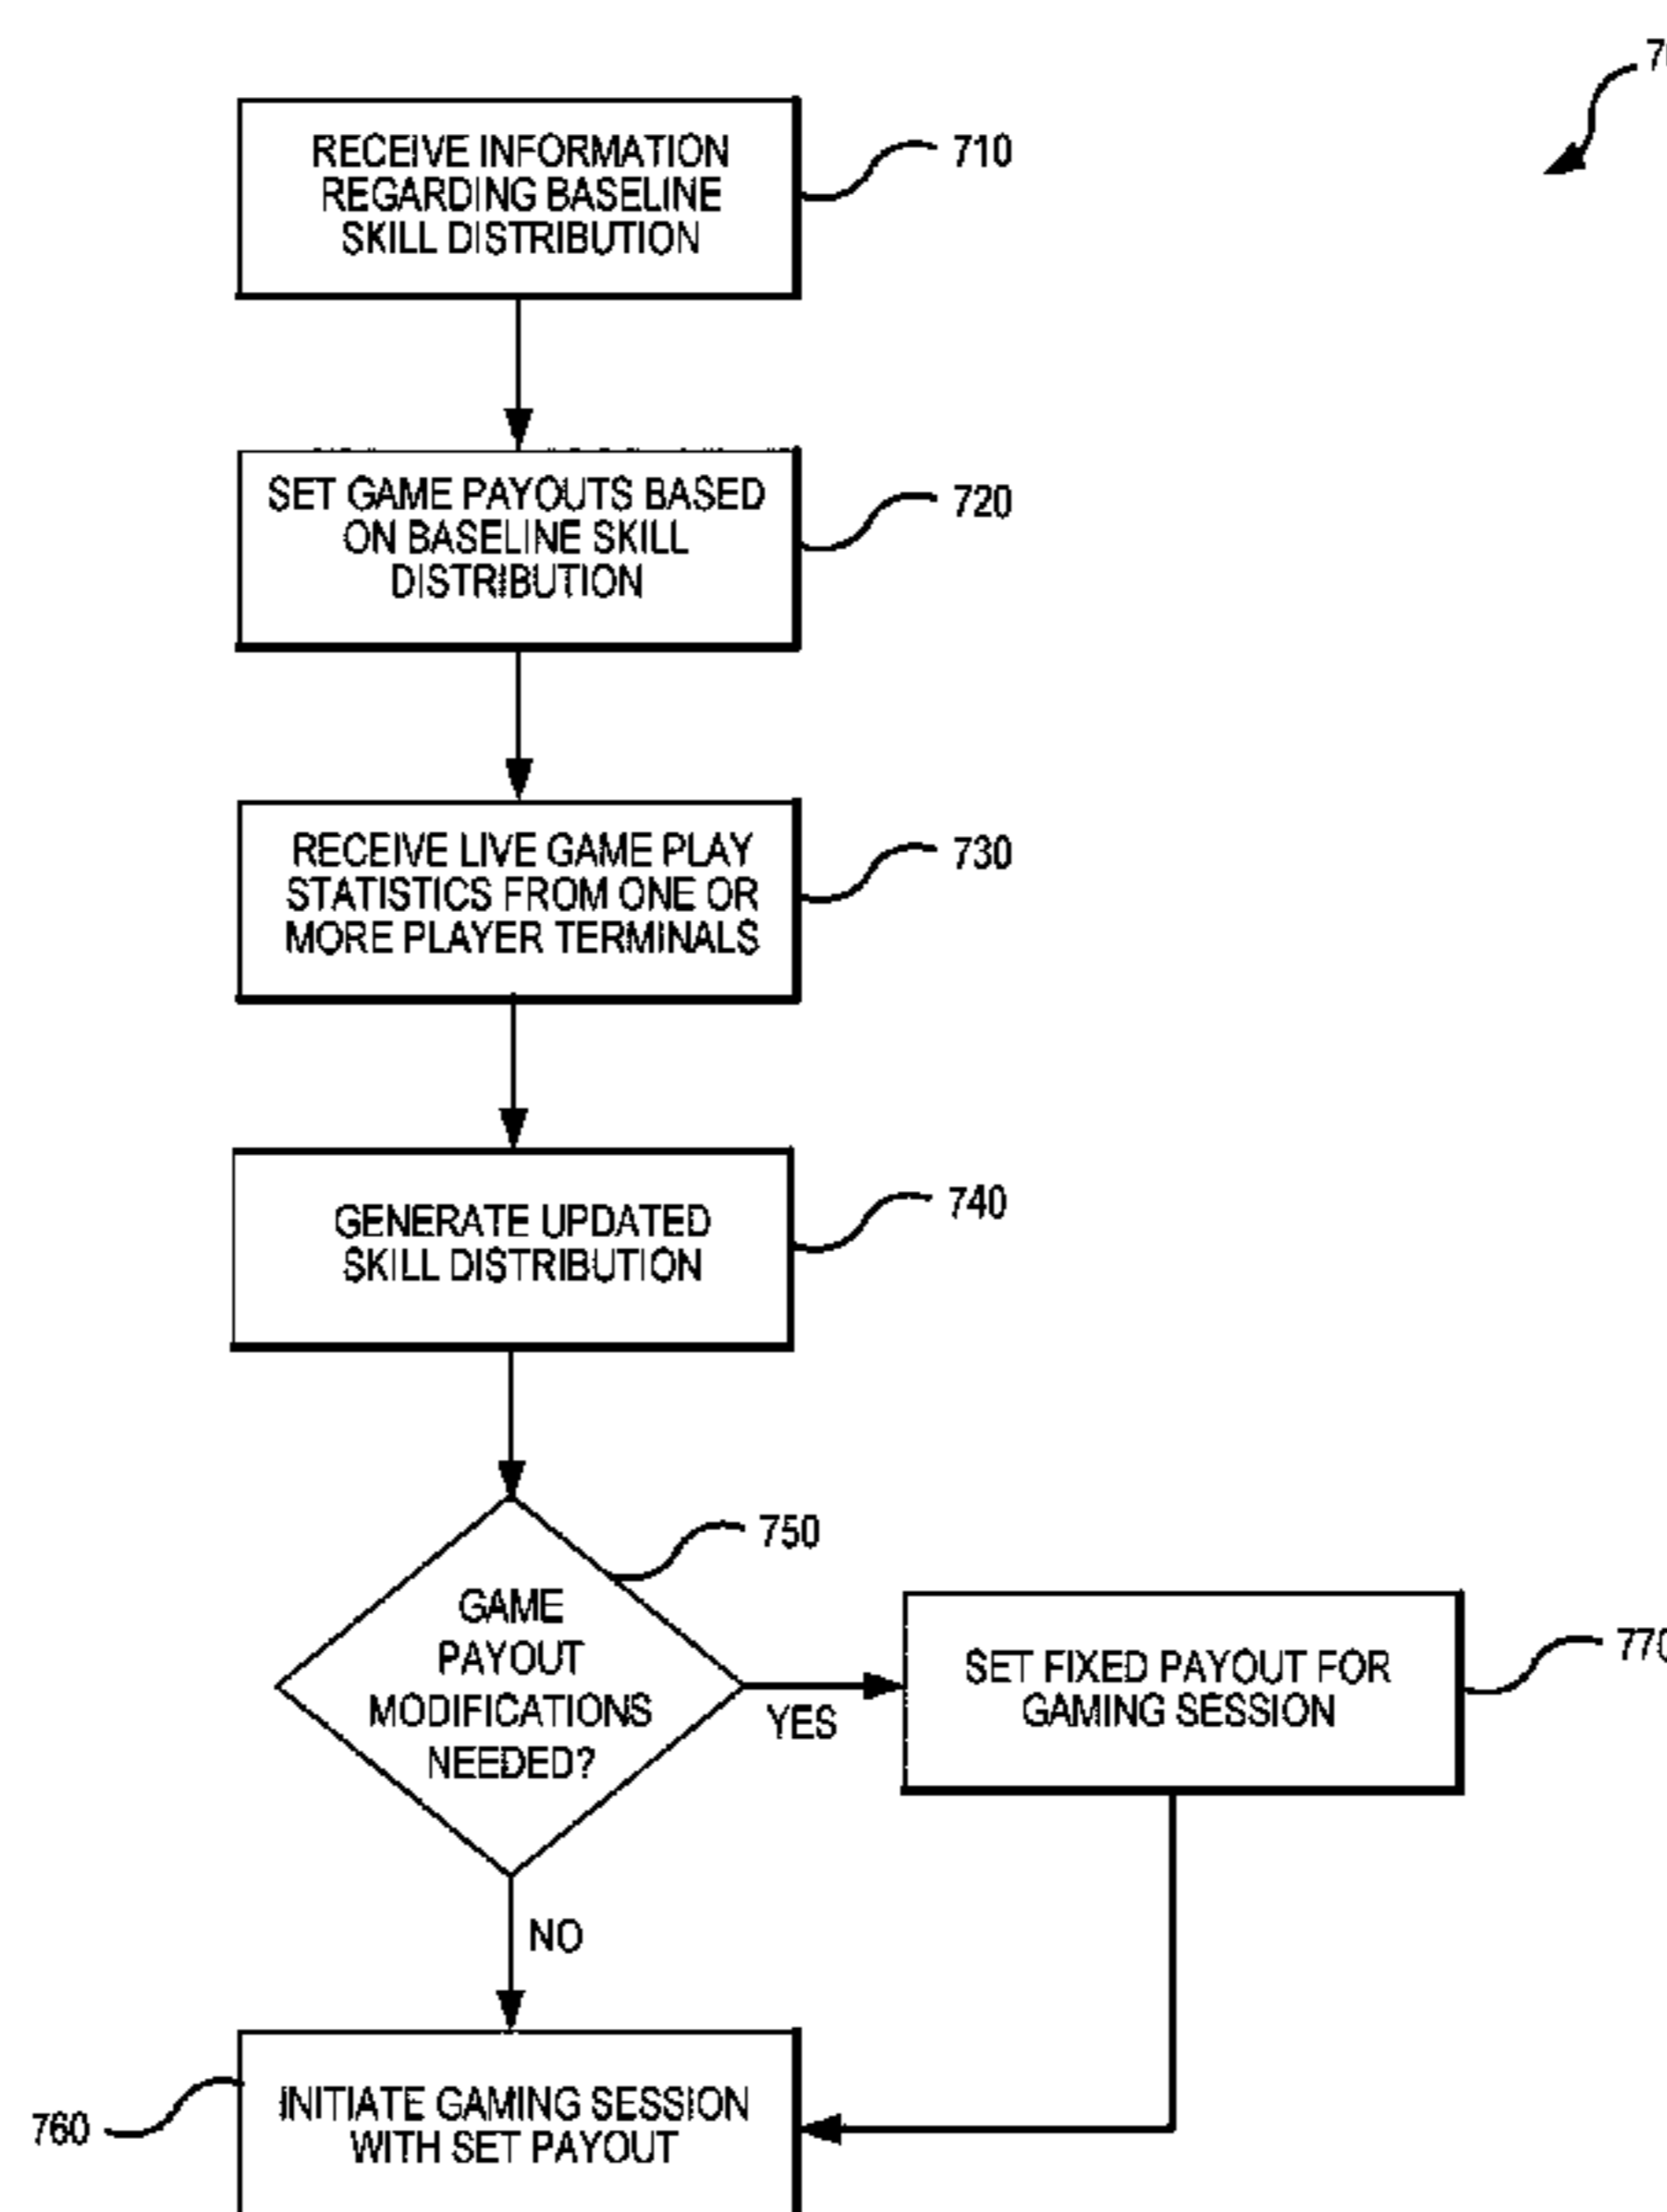 RECEIVE INFORMATION
REGARDING BASELINE
SKILL DISTRIBUTION
710
SET GAME PAYOUTS BASED
ON BASELINE SKILL
DISTRIBUTION
720
RECEIVE LIVE GAME PLAY
STATISTICS FROM ONE OR
MORE PLAYER TERMINALS
730
GENERATE UPDATED
SKILL DISTRIBUTION
740
GAME
PAYOUT
MODIFICATIONS
NEEDED?
750
YES
SET FIXED PAYOUT FOR
GAMING SESSION
770
NO
INITIATE GAMING SESSION
WITH SET PAYOUT
760